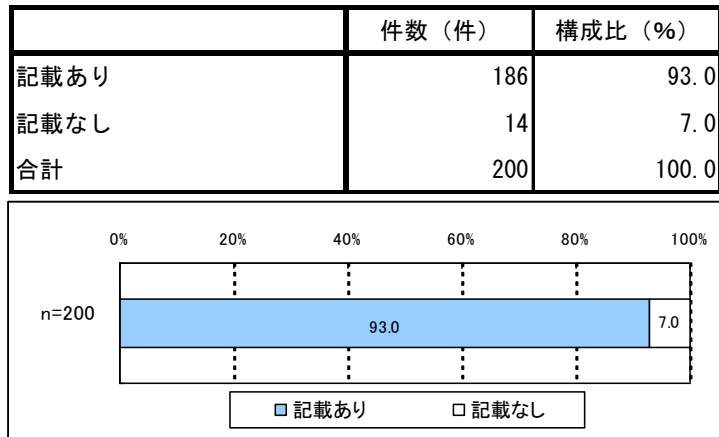 件数（件） 構成比（%）
記載あり 186 93.0
記載なし 14 7.0
合計 200 100.0
0% 20% 40% 60% 80% 100%
n=200 93.0 7.0
記載あり 記載なし